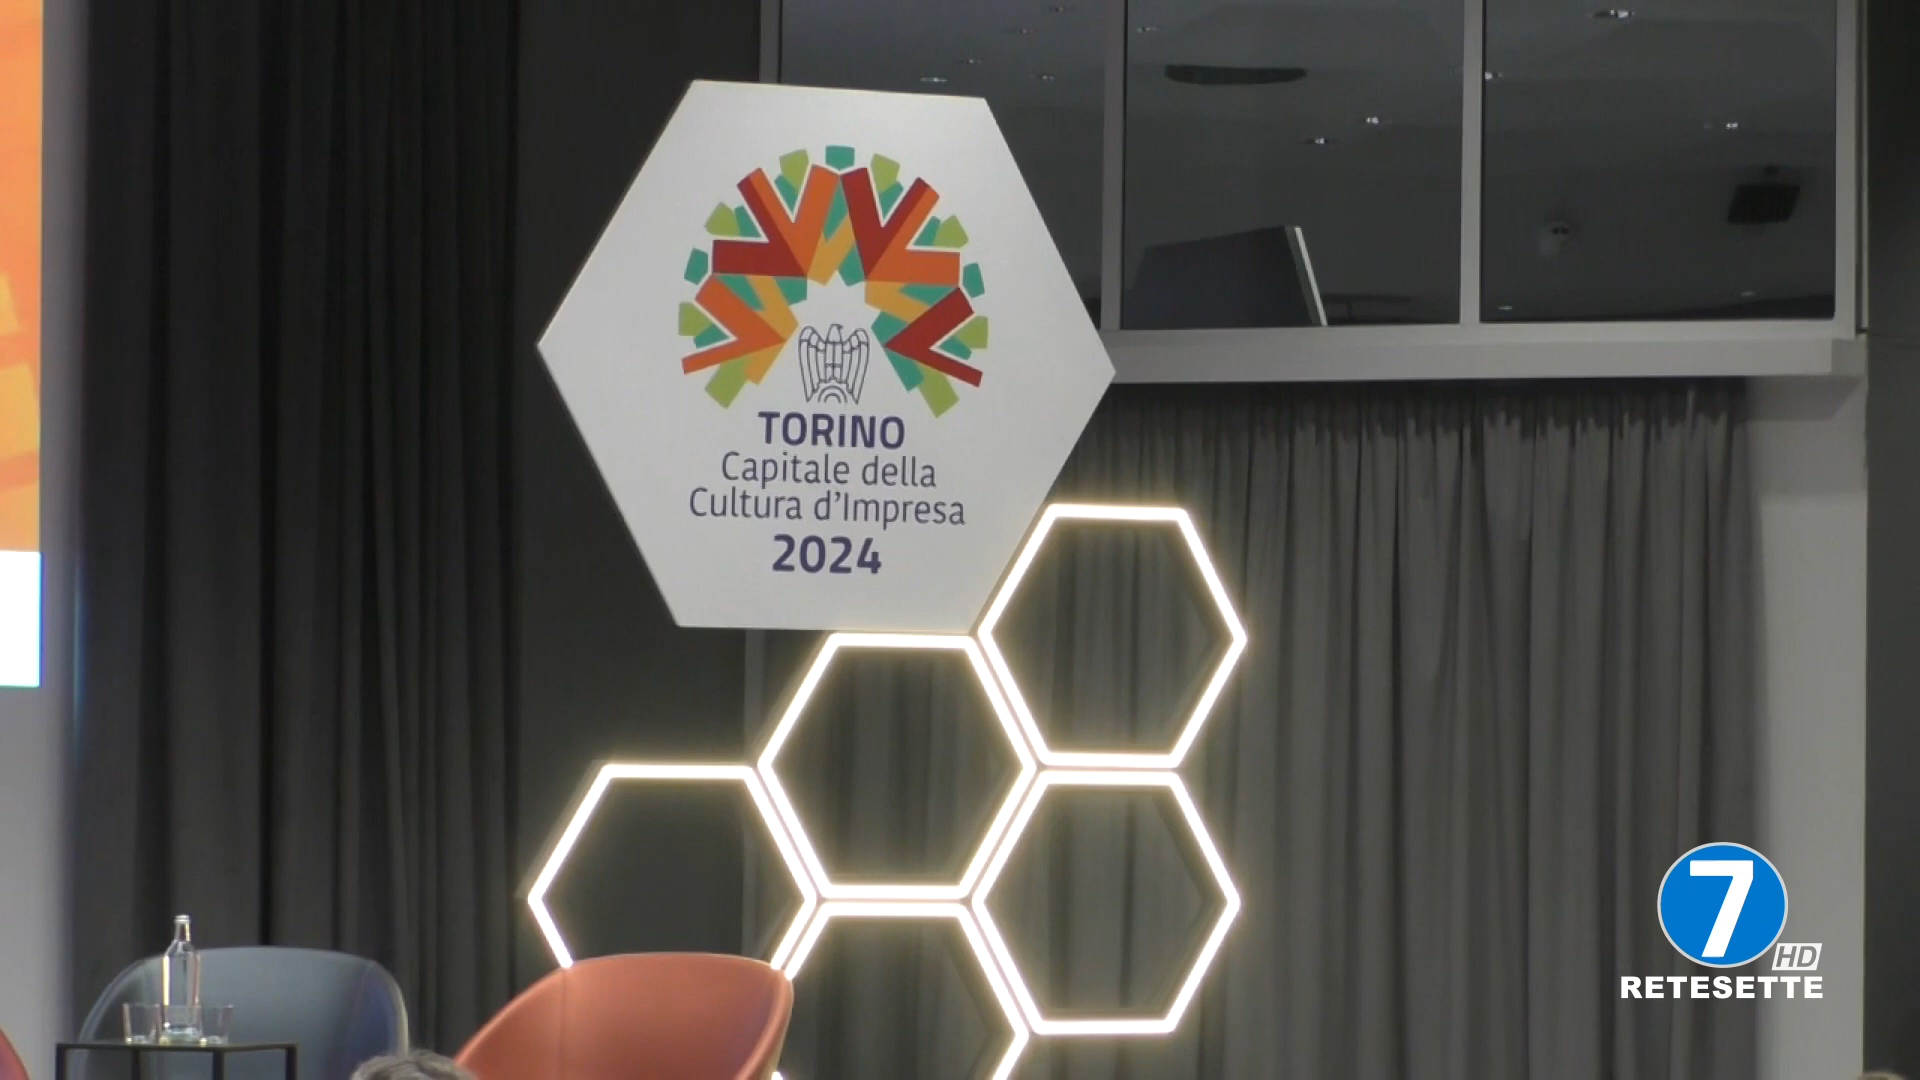 TORINO
Capitale della
Cultura d'Impresa
2024
7
HD
RETESETTE